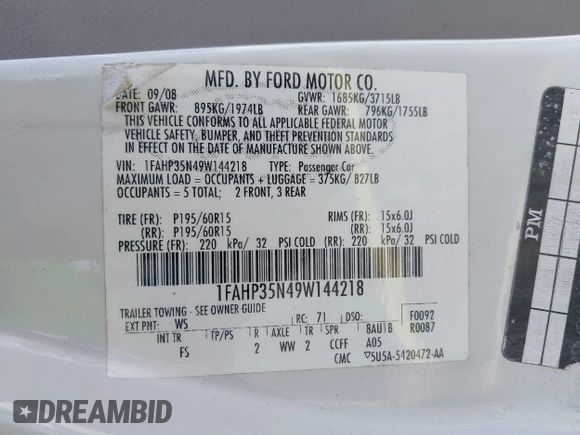 MFD. BY FORD MOTOR CO.
DATE: 09/08 GVWR: 1685KG/3715LB
FRONT GAWR: 895KG/1974LB REAR GAWR: 796KG/1755LB
THIS VEHICLE CONFORMS TO ALL APPLICABLE FEDERAL MOTOR
VEHICLE SAFETY, BUMPER, AND THEFT PREVENTION STANDARDS
IN EFFECT ON THE DATE OF MANUFACTURE SHOWN ABOVE.
VIN: 1FAHP35N49W144218 TYPE: Passenger Car
MAXIMUM LOAD = OCCUPANTS + LUGGAGE = 375KG/ 827LB
OCCUPANTS = 5 TOTAL; 2 FRONT, 3 REAR
TIRE (FR): P195/60R15 RIMS (FR): 15x6.0J
(RR): P195/60R15 (RR): 15x6.0J
PRESSURE (FR): 220 kPa/ 32 PSI COLD (RR): 220 kPa/ 32 PSI COLD
1FAHP35N49W144218
TRAILER TOWING - SEE OWNER GUIDE
EXT PNT: WS RC: 71 DSO: F0092
R0087
INT TR TP/PS R AXLE TR SPR BAUTB
FS 2 WW 2 CCFF A05
CMC 5U5A-5420472-AA
PM
DREAMBID